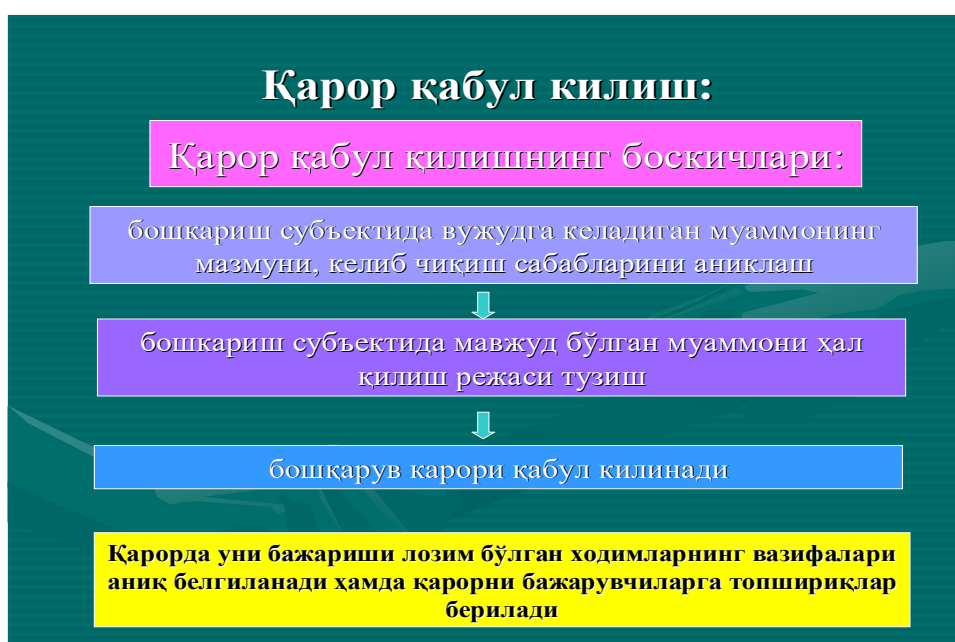 Қарор қабул килиш:
Қарор қабул қилишнинг боскичлари:
бошкариш субъектида вужудга келадиган муаммонинг
мазмуни, келиб чиқиш сабабларини аниклаш
бошкариш субъектида мавжуд бўлган муаммони ҳал
қилиш режаси тузиш
бошқарув карори қабул килинади
Қарорда уни бажариши лозим бўлган ходимларнинг вазифалари
аниқ белгиланади ҳамда қарорни бажарувчиларга топшириқлар
берилади